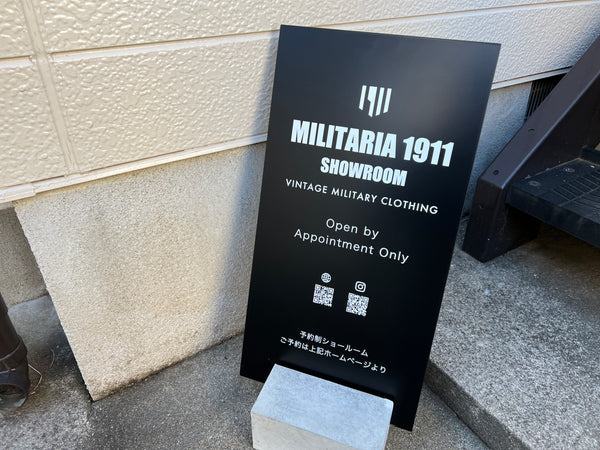 MILITARIA 1911
SHOWROOM
VINTAGE MILITARY CLOTHING
Open by
Appointment Only
予約制ショールーム
ご予約は上記ホームページより